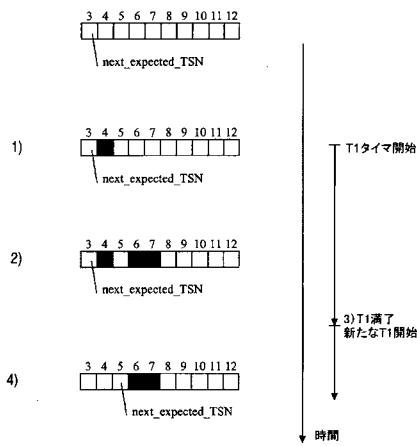 3 4 5 6 7 8 9 10 11 12
next_expected_TSN
1)
3 4 5 6 7 8 9 10 11 12
next_expected_TSN
T1タイマ開始
2)
3 4 5 6 7 8 9 10 11 12
next_expected_TSN
3)T1満了
新たなT1開始
4)
3 4 5 6 7 8 9 10 11 12
next_expected_TSN
時間